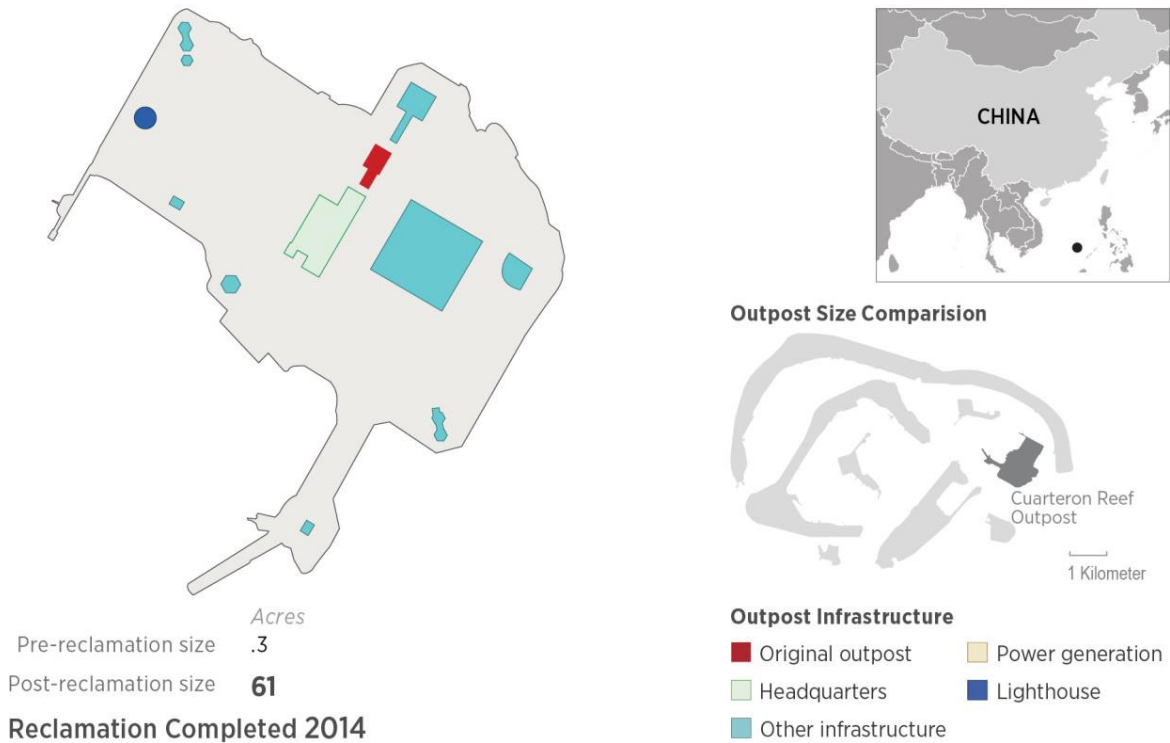 CHINA
Outpost Size Comparision
Cuarteron Reef
Outpost
1 Kilometer
Acres
Pre-reclamation size .3
Post-reclamation size 61
Reclamation Completed 2014
Outpost Infrastructure
Original outpost
Power generation
Headquarters
Lighthouse
Other infrastructure